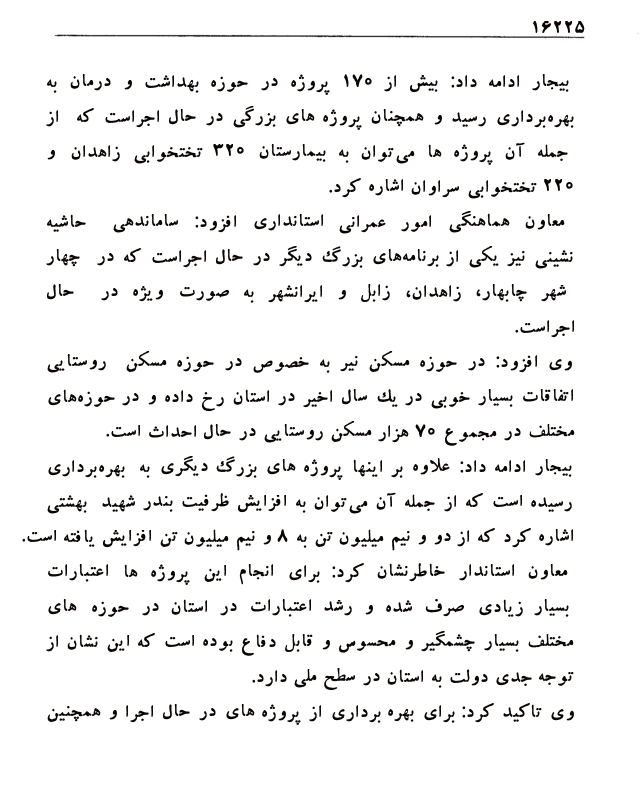 ۱۶۲۲۵
بیجار ادامه داد: بیش از ۱۷۰ پروژه در حوزه بهداشت و درمان به
بهره‌برداری رسید و همچنان پروژه های بزرگی در حال اجراست که از
جمله آن پروژه ها می‌توان به بیمارستان ۳۲۰ تختخوابی زاهدان و
۲۲۰ تختخوابی سراوان اشاره کرد.
معاون هماهنگی امور عمرانی استانداری افزود: ساماندهی حاشیه
نشینی نیز یکی از برنامه‌های بزرگ دیگر در حال اجراست که در چهار
شهر چابهار، زاهدان، زابل و ایرانشهر به صورت ویژه در حال
اجراست.
وی افزود: در حوزه مسکن نیر به خصوص در حوزه مسکن روستایی
اتفاقات بسیار خوبی در یك سال اخیر در استان رخ داده و در حوزه‌های
مختلف در مجموع ۷۰ هزار مسکن روستایی در حال احداث است.
بیجار ادامه داد: علاوه بر اینها پروژه های بزرگ دیگری به بهره‌برداری
رسیده است که از جمله آن می‌توان به افزایش ظرفیت بندر شهید بهشتی
اشاره کرد که از دو و نیم میلیون تن به ۸ و نیم میلیون تن افزایش یافته است.
معاون استاندار خاطرنشان کرد: برای انجام این پروژه ها اعتبارات
بسیار زیادی صرف شده و رشد اعتبارات در استان در حوزه های
مختلف بسیار چشمگیر و محسوس و قابل دفاع بوده است که این نشان از
توجه جدی دولت به استان در سطح ملی دارد.
وی تاکید کرد: برای بهره برداری از پروژه های در حال اجرا و همچنین